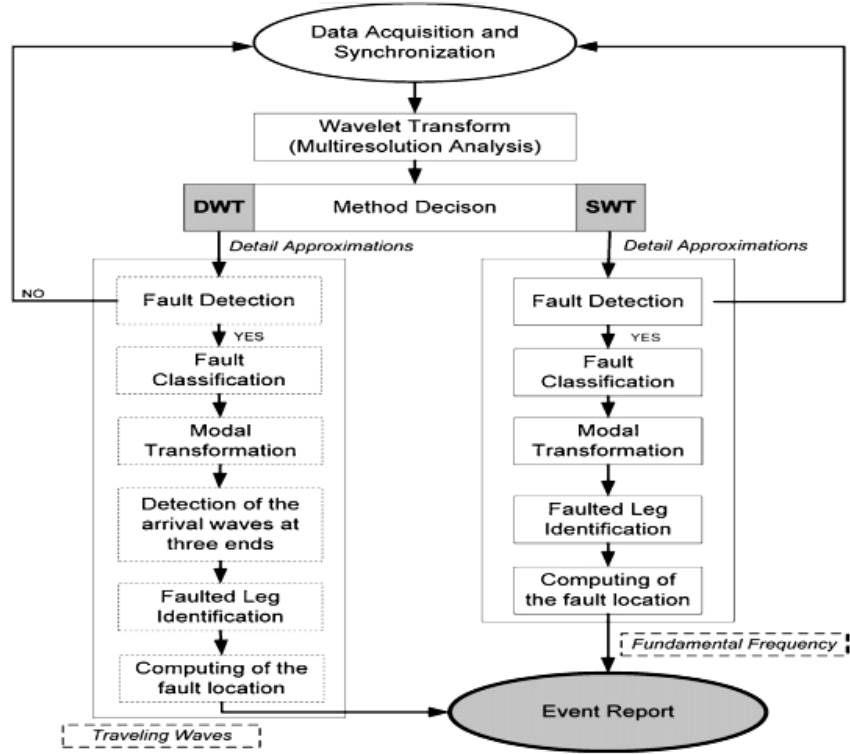 Data Acquisition and
Synchronization
Wavelet Transform
(Multiresolution Analysis)
DWT
Method Decison
SWT
Detail Approximations
Detail Approximations
NO
Fault Detection
YES
Fault
Classification
Modal
Transformation
Detection of the
arrival waves at
three ends
Faulted Leg
Identification
Computing of the
fault location
Traveling Waves
Fault Detection
YES
Fault
Classification
Modal
Transformation
Faulted Leg
Identification
Computing of
the fault location
Fundamental Frequency
Event Report